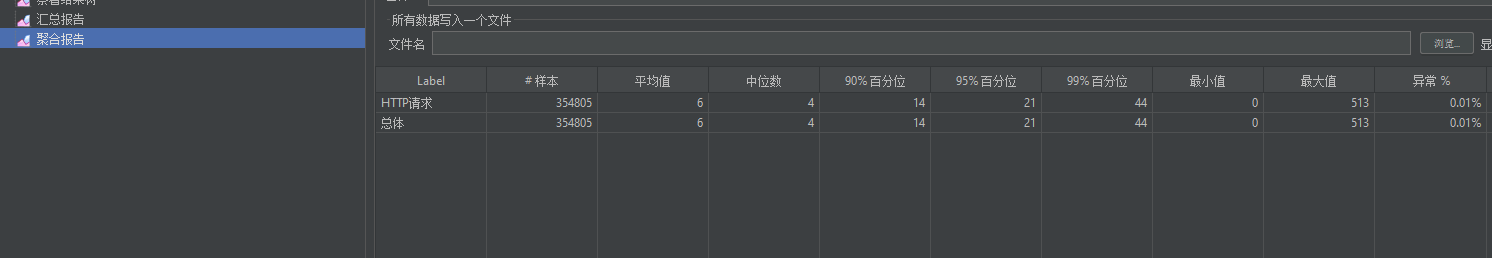 汇总报告
聚合报告
所有数据写入一个文件
文件名 浏览... 显
Label # 样本 平均值 中位数 90% 百分位 95% 百分位 99% 百分位 最小值 最大值 异常 %
HTTP请求 354805 6 4 14 21 44 0 513 0.01%
总体 354805 6 4 14 21 44 0 513 0.01%